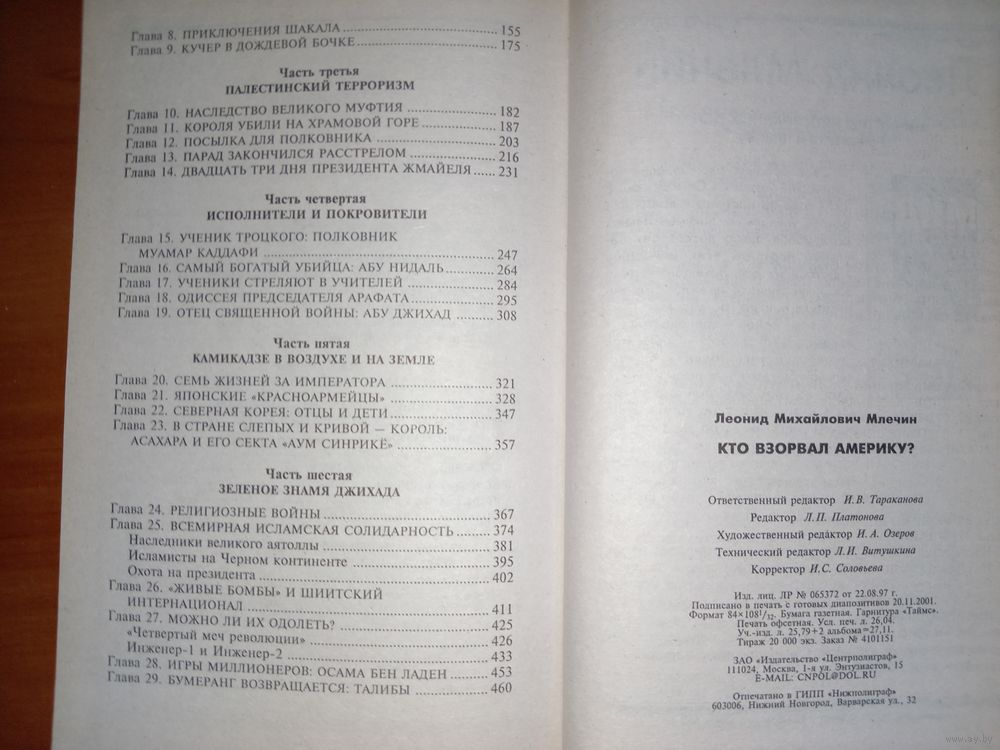 Глава 8. ПРИКЛЮЧЕНИЯ ШАКАЛА ..... 155
Глава 9. КУЧЕР В ДОЖДЕВОЙ БОЧКЕ ..... 175
Часть третья
ПАЛЕСТИНСКИЙ ТЕРРОРИЗМ
Глава 10. НАСЛЕДСТВО ВЕЛИКОГО МУФТИЯ ..... 182
Глава 11. КОРОЛЯ УБИЛИ НА ХРАМОВОЙ ГОРЕ ..... 187
Глава 12. ПОСЫЛКА ДЛЯ ПОЛКОВНИКА ..... 203
Глава 13. ПАРАД ЗАКОНЧИЛСЯ РАССТРЕЛОМ ..... 216
Глава 14. ДВАДЦАТЬ ТРИ ДНЯ ПРЕЗИДЕНТА ЖМАЙЕЛЯ ..... 231
Часть четвертая
ИСПОЛНИТЕЛИ И ПОКРОВИТЕЛИ
Глава 15. УЧЕНИК ТРОЦКОГО: ПОЛКОВНИК
МУАМАР КАДДАФИ ..... 247
Глава 16. САМЫЙ БОГАТЫЙ УБИЙЦА: АБУ НИДАЛЬ ..... 264
Глава 17. УЧЕНИКИ СТРЕЛЯЮТ В УЧИТЕЛЕЙ ..... 284
Глава 18. ОДИССЕЯ ПРЕДСЕДАТЕЛЯ АРАФАТА ..... 295
Глава 19. ОТЕЦ СВЯЩЕННОЙ ВОЙНЫ: АБУ ДЖИХАД ..... 308
Часть пятая
КАМИКАДЗЕ В ВОЗДУХЕ И НА ЗЕМЛЕ
Глава 20. СЕМЬ ЖИЗНЕЙ ЗА ИМПЕРАТОРА ..... 321
Глава 21. ЯПОНСКИЕ «КРАСНОАРМЕЙЦЫ» ..... 328
Глава 22. СЕВЕРНАЯ КОРЕЯ: ОТЦЫ И ДЕТИ ..... 347
Глава 23. В СТРАНЕ СЛЕПЫХ И КРИВОЙ — КОРОЛЬ:
АСАХАРА И ЕГО СЕКТА «АУМ СИНРИКЁ» ..... 357
Часть шестая
ЗЕЛЕНОЕ ЗНАМЯ ДЖИХАДА
Глава 24. РЕЛИГИОЗНЫЕ ВОЙНЫ ..... 367
Глава 25. ВСЕМИРНАЯ ИСЛАМСКАЯ СОЛИДАРНОСТЬ ..... 374
Наследники великого аятоллы ..... 381
Исламисты на Черном континенте ..... 395
Охота на президента ..... 402
Глава 26. «ЖИВЫЕ БОМБЫ» И ШИИТСКИЙ
ИНТЕРНАЦИОНАЛ ..... 411
Глава 27. МОЖНО ЛИ ИХ ОДОЛЕТЬ? ..... 425
«Четвертый меч революции» ..... 426
Инженер-1 и Инженер-2 ..... 433
Глава 28. ИГРЫ МИЛЛИОНЕРОВ: ОСАМА БЕН ЛАДЕН ..... 453
Глава 29. БУМЕРАНГ ВОЗВРАЩАЕТСЯ: ТАЛИБЫ ..... 460
Леонид Михайлович Млечин
КТО ВЗОРВАЛ АМЕРИКУ?
Ответственный редактор И.В. Тараканова
Редактор Л.П. Платонова
Художественный редактор И.А. Озеров
Технический редактор Л.И. Витушкина
Корректор И.С. Соловьева
Изд. лиц. ЛР № 065372 от 22.08.97 г.
Подписано в печать с готовых диапозитивов 20.11.2001.
Формат 84×108 1/32. Бумага газетная. Гарнитура «Таймс».
Печать офсетная. Усл. печ. л. 26,04.
Уч.-изд. л. 25,79+2 альбома=27,11.
Тираж 20 000 экз. Заказ № 4101151
ЗАО «Издательство «Центрполиграф»
111024, Москва, 1-я ул. Энтузиастов, 15
E-MAIL: CNPOL@DOL.RU
Отпечатано в ГИПП «Нижполиграф»
603006, Нижний Новгород, Варварская ул., 32
www.ay.by